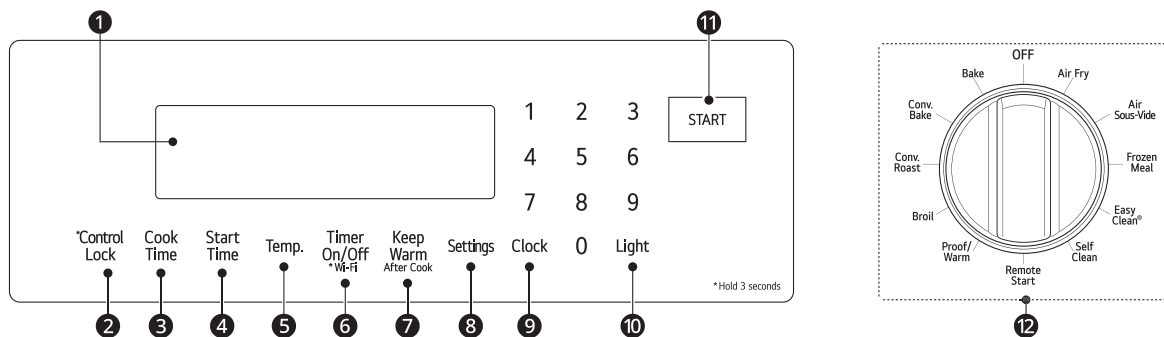 1
11
START
1 2 3
4 5 6
7 8 9
0
*Control
Lock
Cook
Time
Start
Time
Temp.
Timer
On/Off
*Wi-Fi
Keep
Warm
After Cook
Settings
Clock
Light
*Hold 3 seconds
2
3
4
5
6
7
8
9
10
OFF
Air Fry
Air
Sous-Vide
Frozen
Meal
Easy
Clean®
Self
Clean
Remote
Start
Proof/
Warm
Broil
Conv.
Roast
Conv.
Bake
Bake
12